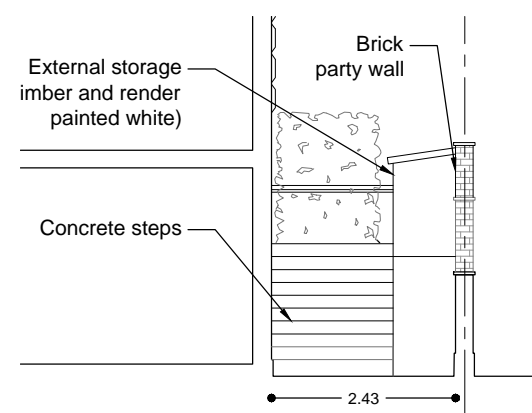 Brick
party wall
External storage
imber and render
painted white)
Concrete steps
2.43